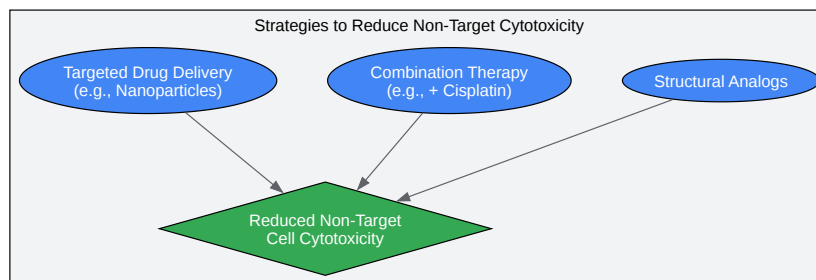 Strategies to Reduce Non-Target Cytotoxicity
Targeted Drug Delivery
(e.g., Nanoparticles)
Combination Therapy
(e.g., + Cisplatin)
Structural Analogs
Reduced Non-Target
Cell Cytotoxicity